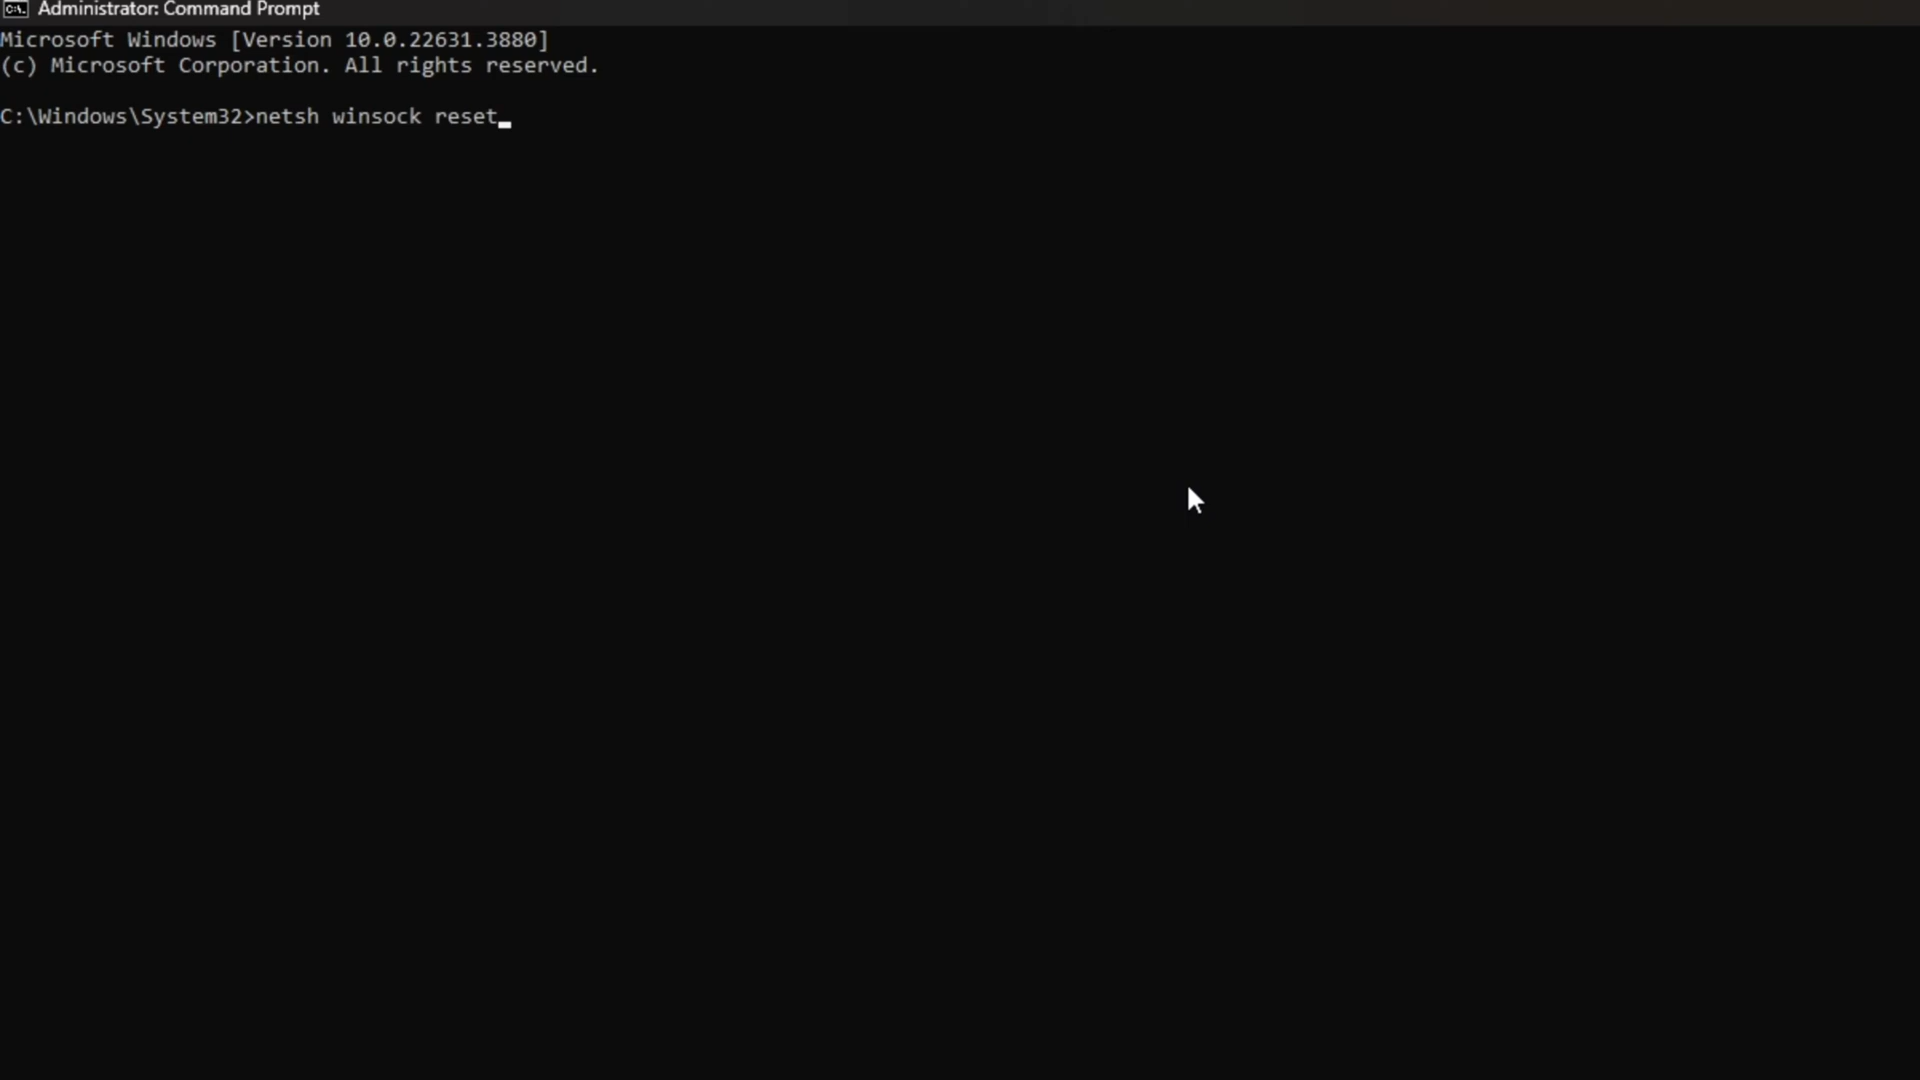 Administrator: Command Prompt
Microsoft Windows [Version 10.0.22631.3880]
(c) Microsoft Corporation. All rights reserved.
C:\Windows\System32>netsh winsock reset